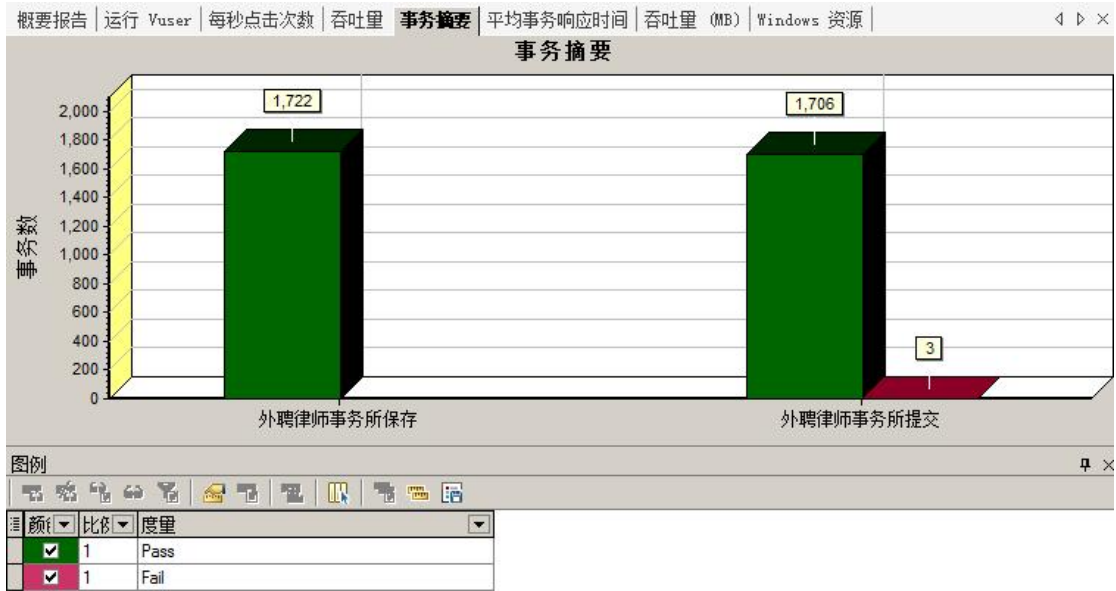 概要报告 运行 Vuser 每秒点击次数 吞吐量 事务摘要 平均事务响应时间 吞吐量 (MB) Windows 资源
事务摘要
1,722
1,706
3
2,000
1,800
1,600
1,400
1,200
1,000
800
600
400
200
0
事务数
外聘律师事务所保存 外聘律师事务所提交
图例
颜 比 度量
1 Pass
1 Fail